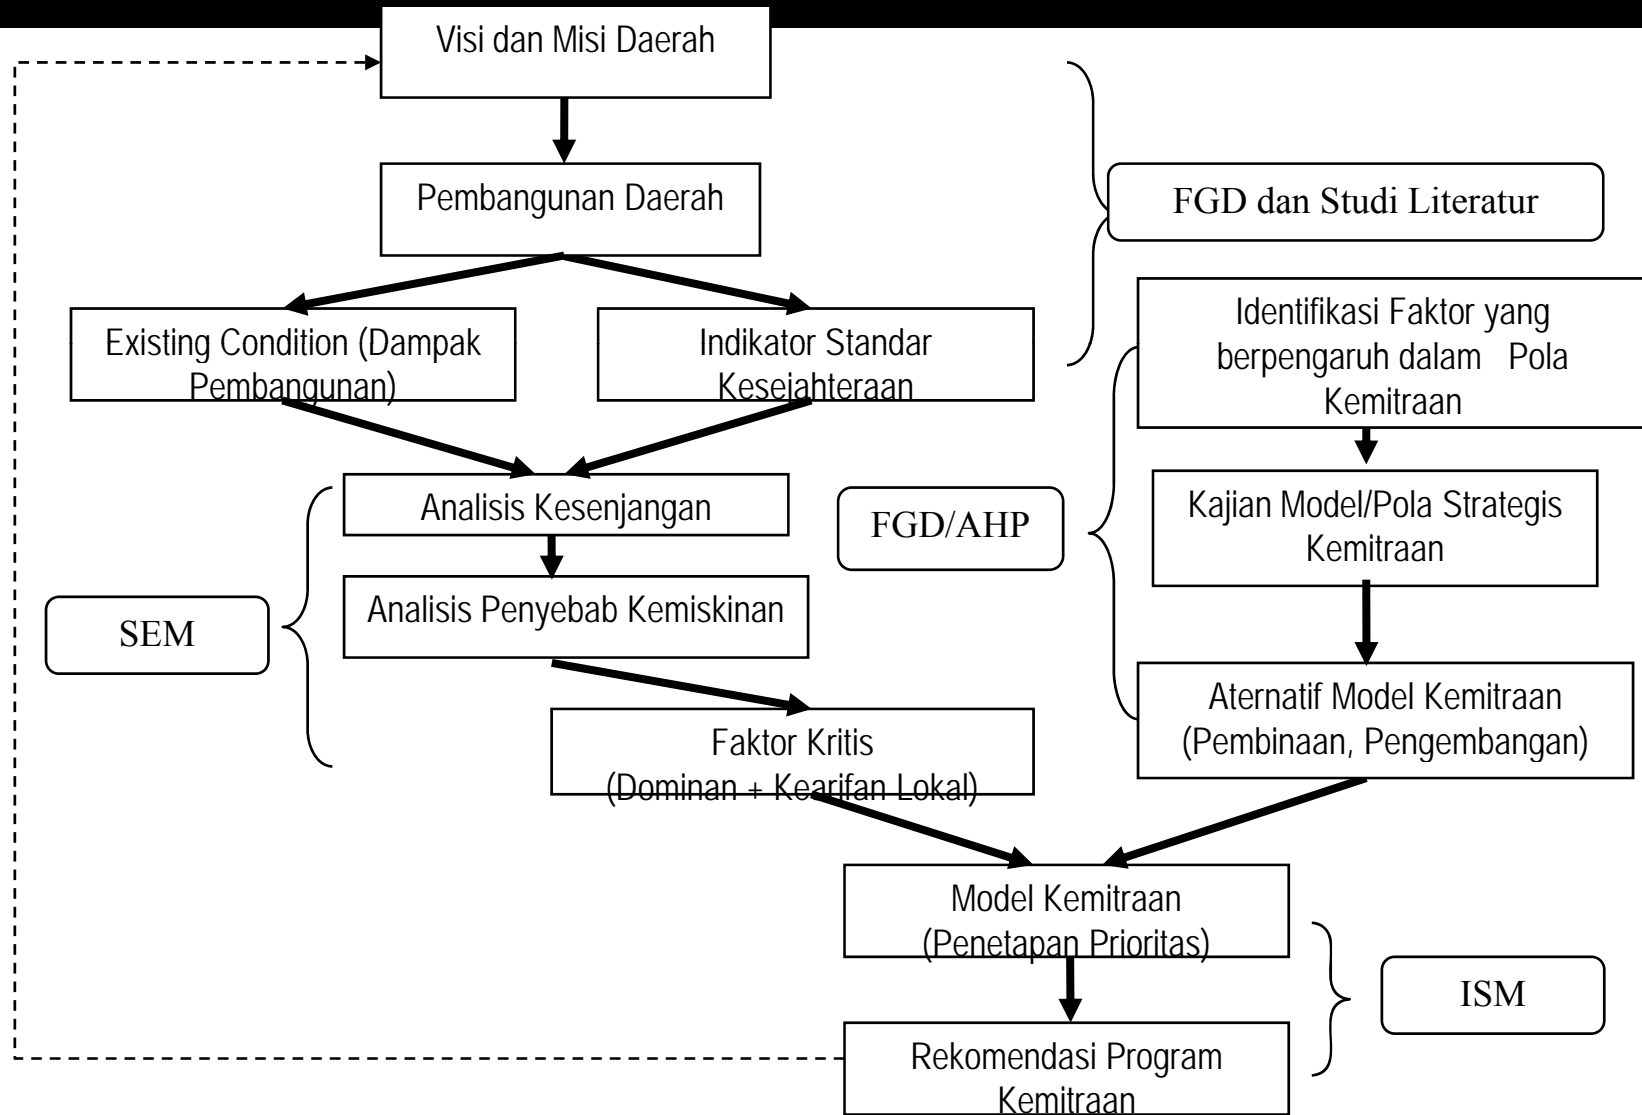 Visi dan Misi Daerah
Pembangunan Daerah
FGD dan Studi Literatur
Existing Condition (Dampak
Pembangunan)
Indikator Standar
Kesejahteraan
Identifikasi Faktor yang
berpengaruh dalam Pola
Kemitraan
Analisis Kesenjangan
FGD/AHP
Kajian Model/Pola Strategis
Kemitraan
Analisis Penyebab Kemiskinan
SEM
Faktor Kritis
(Dominan + Kearifan Lokal)
Aternatif Model Kemitraan
(Pembinaan, Pengembangan)
Model Kemitraan
(Penetapan Prioritas)
ISM
Rekomendasi Program
Kemitraan